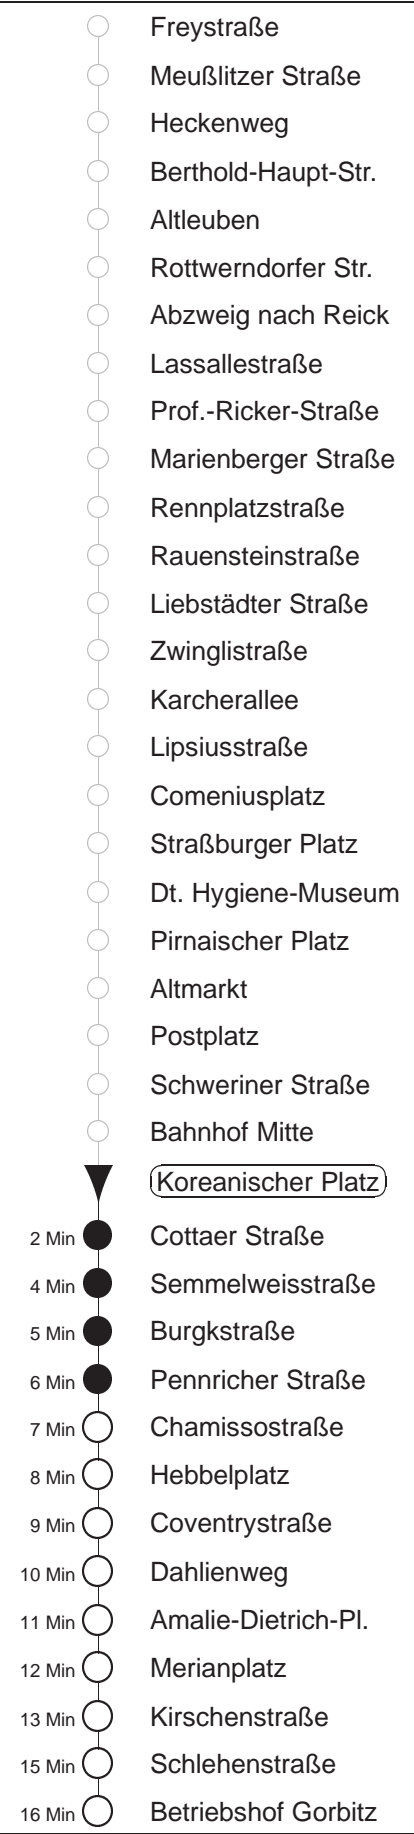 Freystraße
Meußlitzer Straße
Heckenweg
Berthold-Haupt-Str.
Altleuben
Rottwerndorfer Str.
Abzweig nach Reick
Lassallestraße
Prof.-Ricker-Straße
Marienberger Straße
Rennplatzstraße
Rauensteinstraße
Liebstädter Straße
Zwinglistraße
Karcherallee
Lipsiusstraße
Comeniusplatz
Straßburger Platz
Dt. Hygiene-Museum
Pirnaischer Platz
Altmarkt
Postplatz
Schweriner Straße
Bahnhof Mitte
Koreanischer Platz
2 Min Cottaer Straße
4 Min Semmelweisstraße
5 Min Burgkstraße
6 Min Pennricher Straße
7 Min Chamissostraße
8 Min Hebbelplatz
9 Min Coventrystraße
10 Min Dahlienweg
11 Min Amalie-Dietrich-Pl.
12 Min Merianplatz
13 Min Kirschenstraße
15 Min Schlehenstraße
16 Min Betriebshof Gorbitz